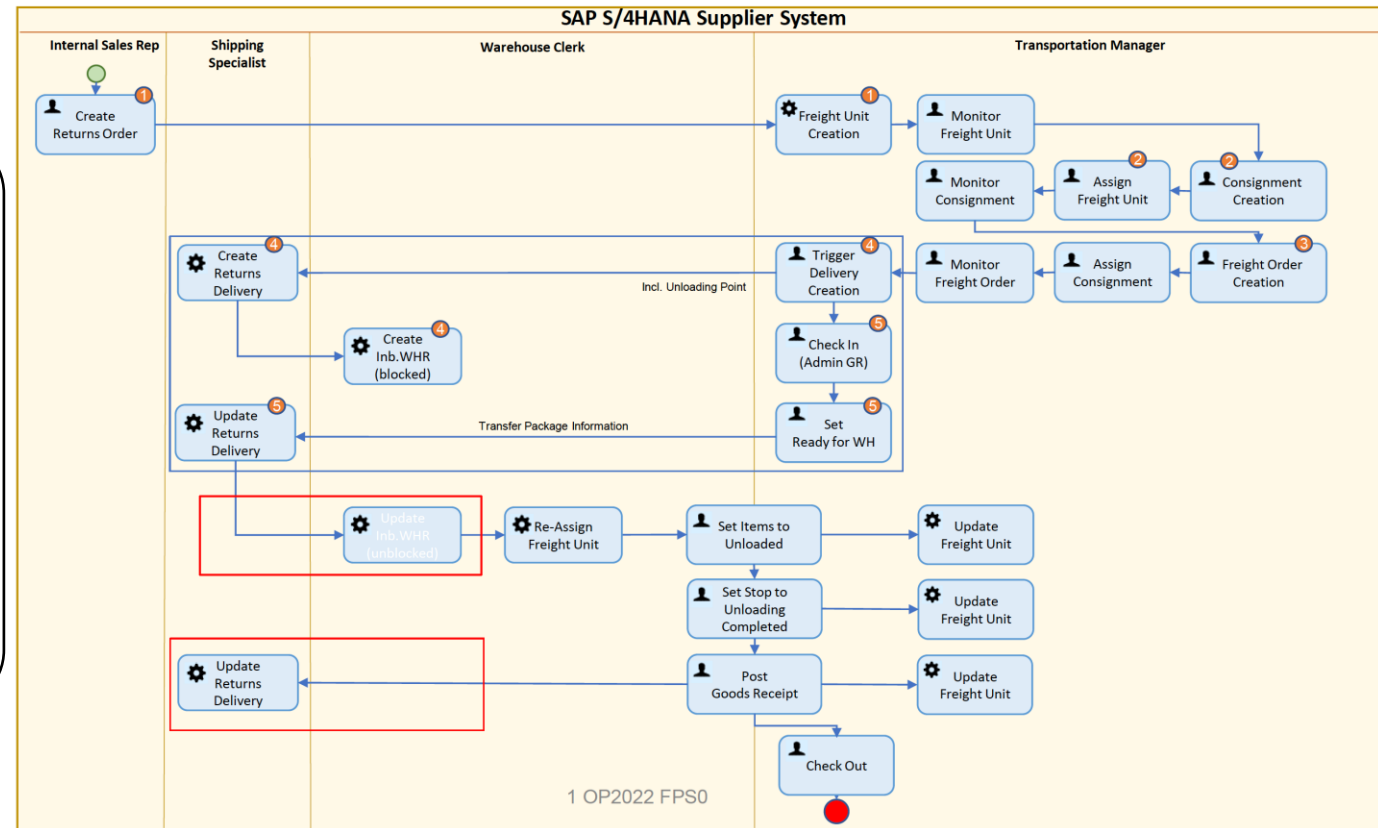 SAP S/4HANA Supplier System
Internal Sales Rep
Shipping
Specialist
Warehouse Clerk
Transportation Manager
1
Create
Returns Order
1
Freight Unit
Creation
Monitor
Freight Unit
Monitor
Consignment
2
Assign
Freight Unit
2
Consignment
Creation
4
Create
Returns
Delivery
Incl. Unloading Point
4
Trigger
Delivery
Creation
Monitor
Freight Order
Assign
Consignment
3
Freight Order
Creation
4
Create
Inb.WHR
(blocked)
5
Check In
(Admin GR)
5
Update
Returns
Delivery
Transfer Package Information
5
Set
Ready for WH
Update
Inb.WHR
(unblocked)
Re-Assign
Freight Unit
Set Items to
Unloaded
Update
Freight Unit
Set Stop to
Unloading
Completed
Update
Freight Unit
Update
Returns
Delivery
Post
Goods Receipt
Update
Freight Unit
Check Out
1 OP2022 FPS0